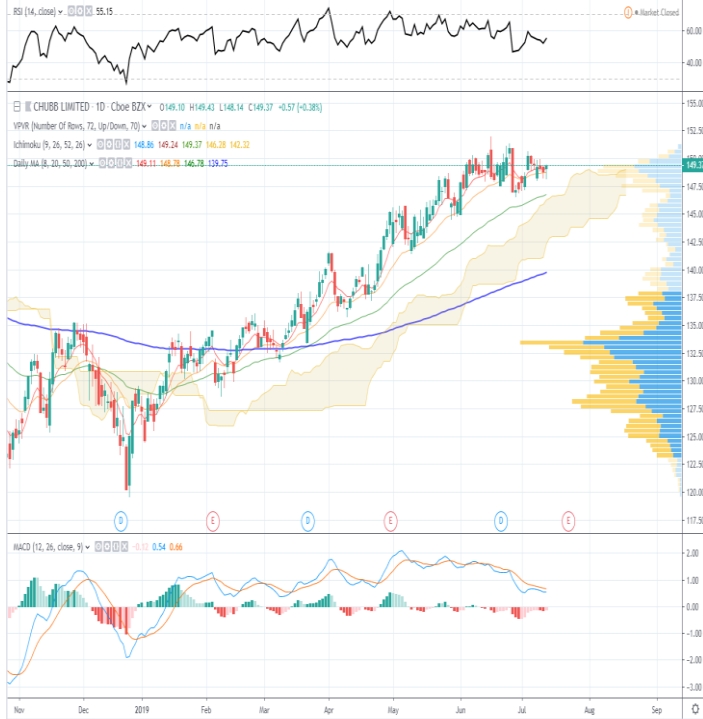 RSI (14, close) 55.15
Market Closed
60.00
40.00
CHUBB LIMITED · 1D · Cboe BZX O149.10 H149.43 L148.14 C149.37 +0.57 (+0.38%)
VPVR (Number Of Rows, 72, Up/Down, 70) n/a n/a n/a
Ichimoku (9, 26, 52, 26) 148.86 149.24 149.37 146.28 142.32
Daily MA (8, 20, 50, 200) 149.11 148.78 146.78 139.75
155.00
152.50
149.37
147.50
145.00
142.50
140.00
137.50
135.00
132.50
130.00
127.50
125.00
122.50
120.00
117.50
D E D E D E
MACD (12, 26, close, 9) -0.12 0.54 0.66
2.00
1.00
0.00
-1.00
-2.00
-3.00
Nov Dec 2019 Feb Mar Apr May Jun Jul Aug Sep